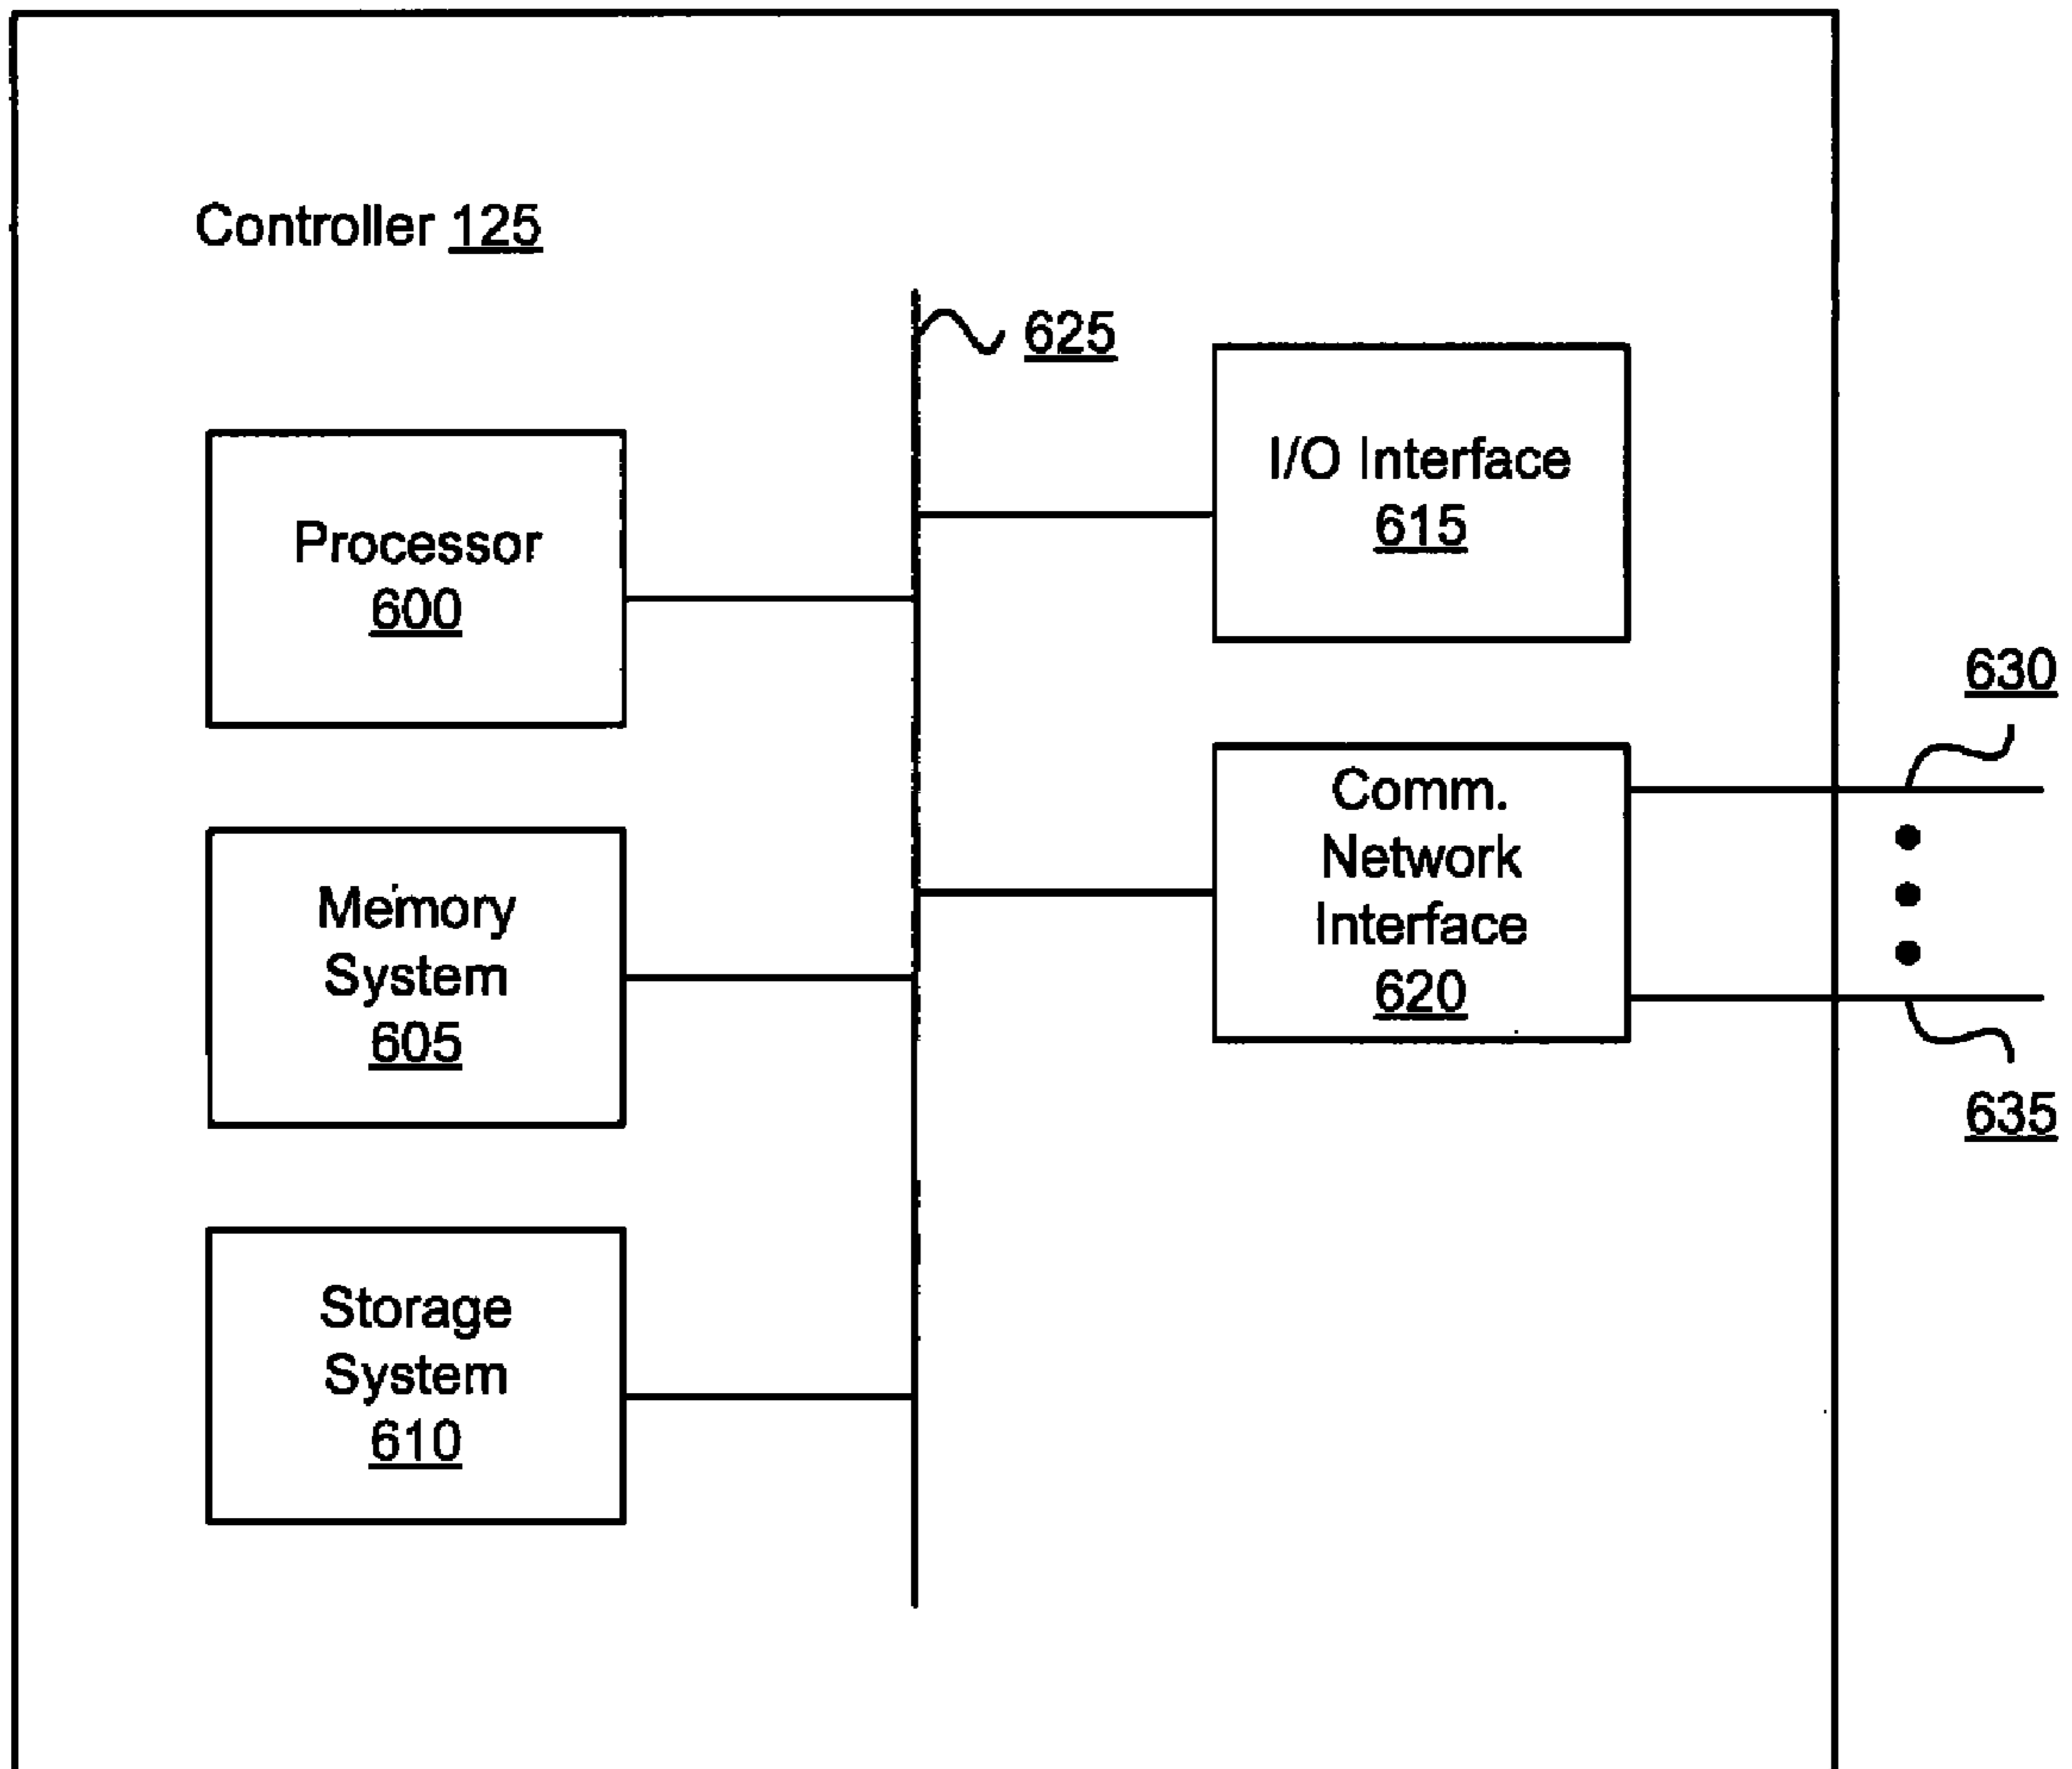 Controller 125
625
I/O Interface
615
Processor
600
630
Comm.
Network
Interface
620
Memory
System
605
635
Storage
System
610